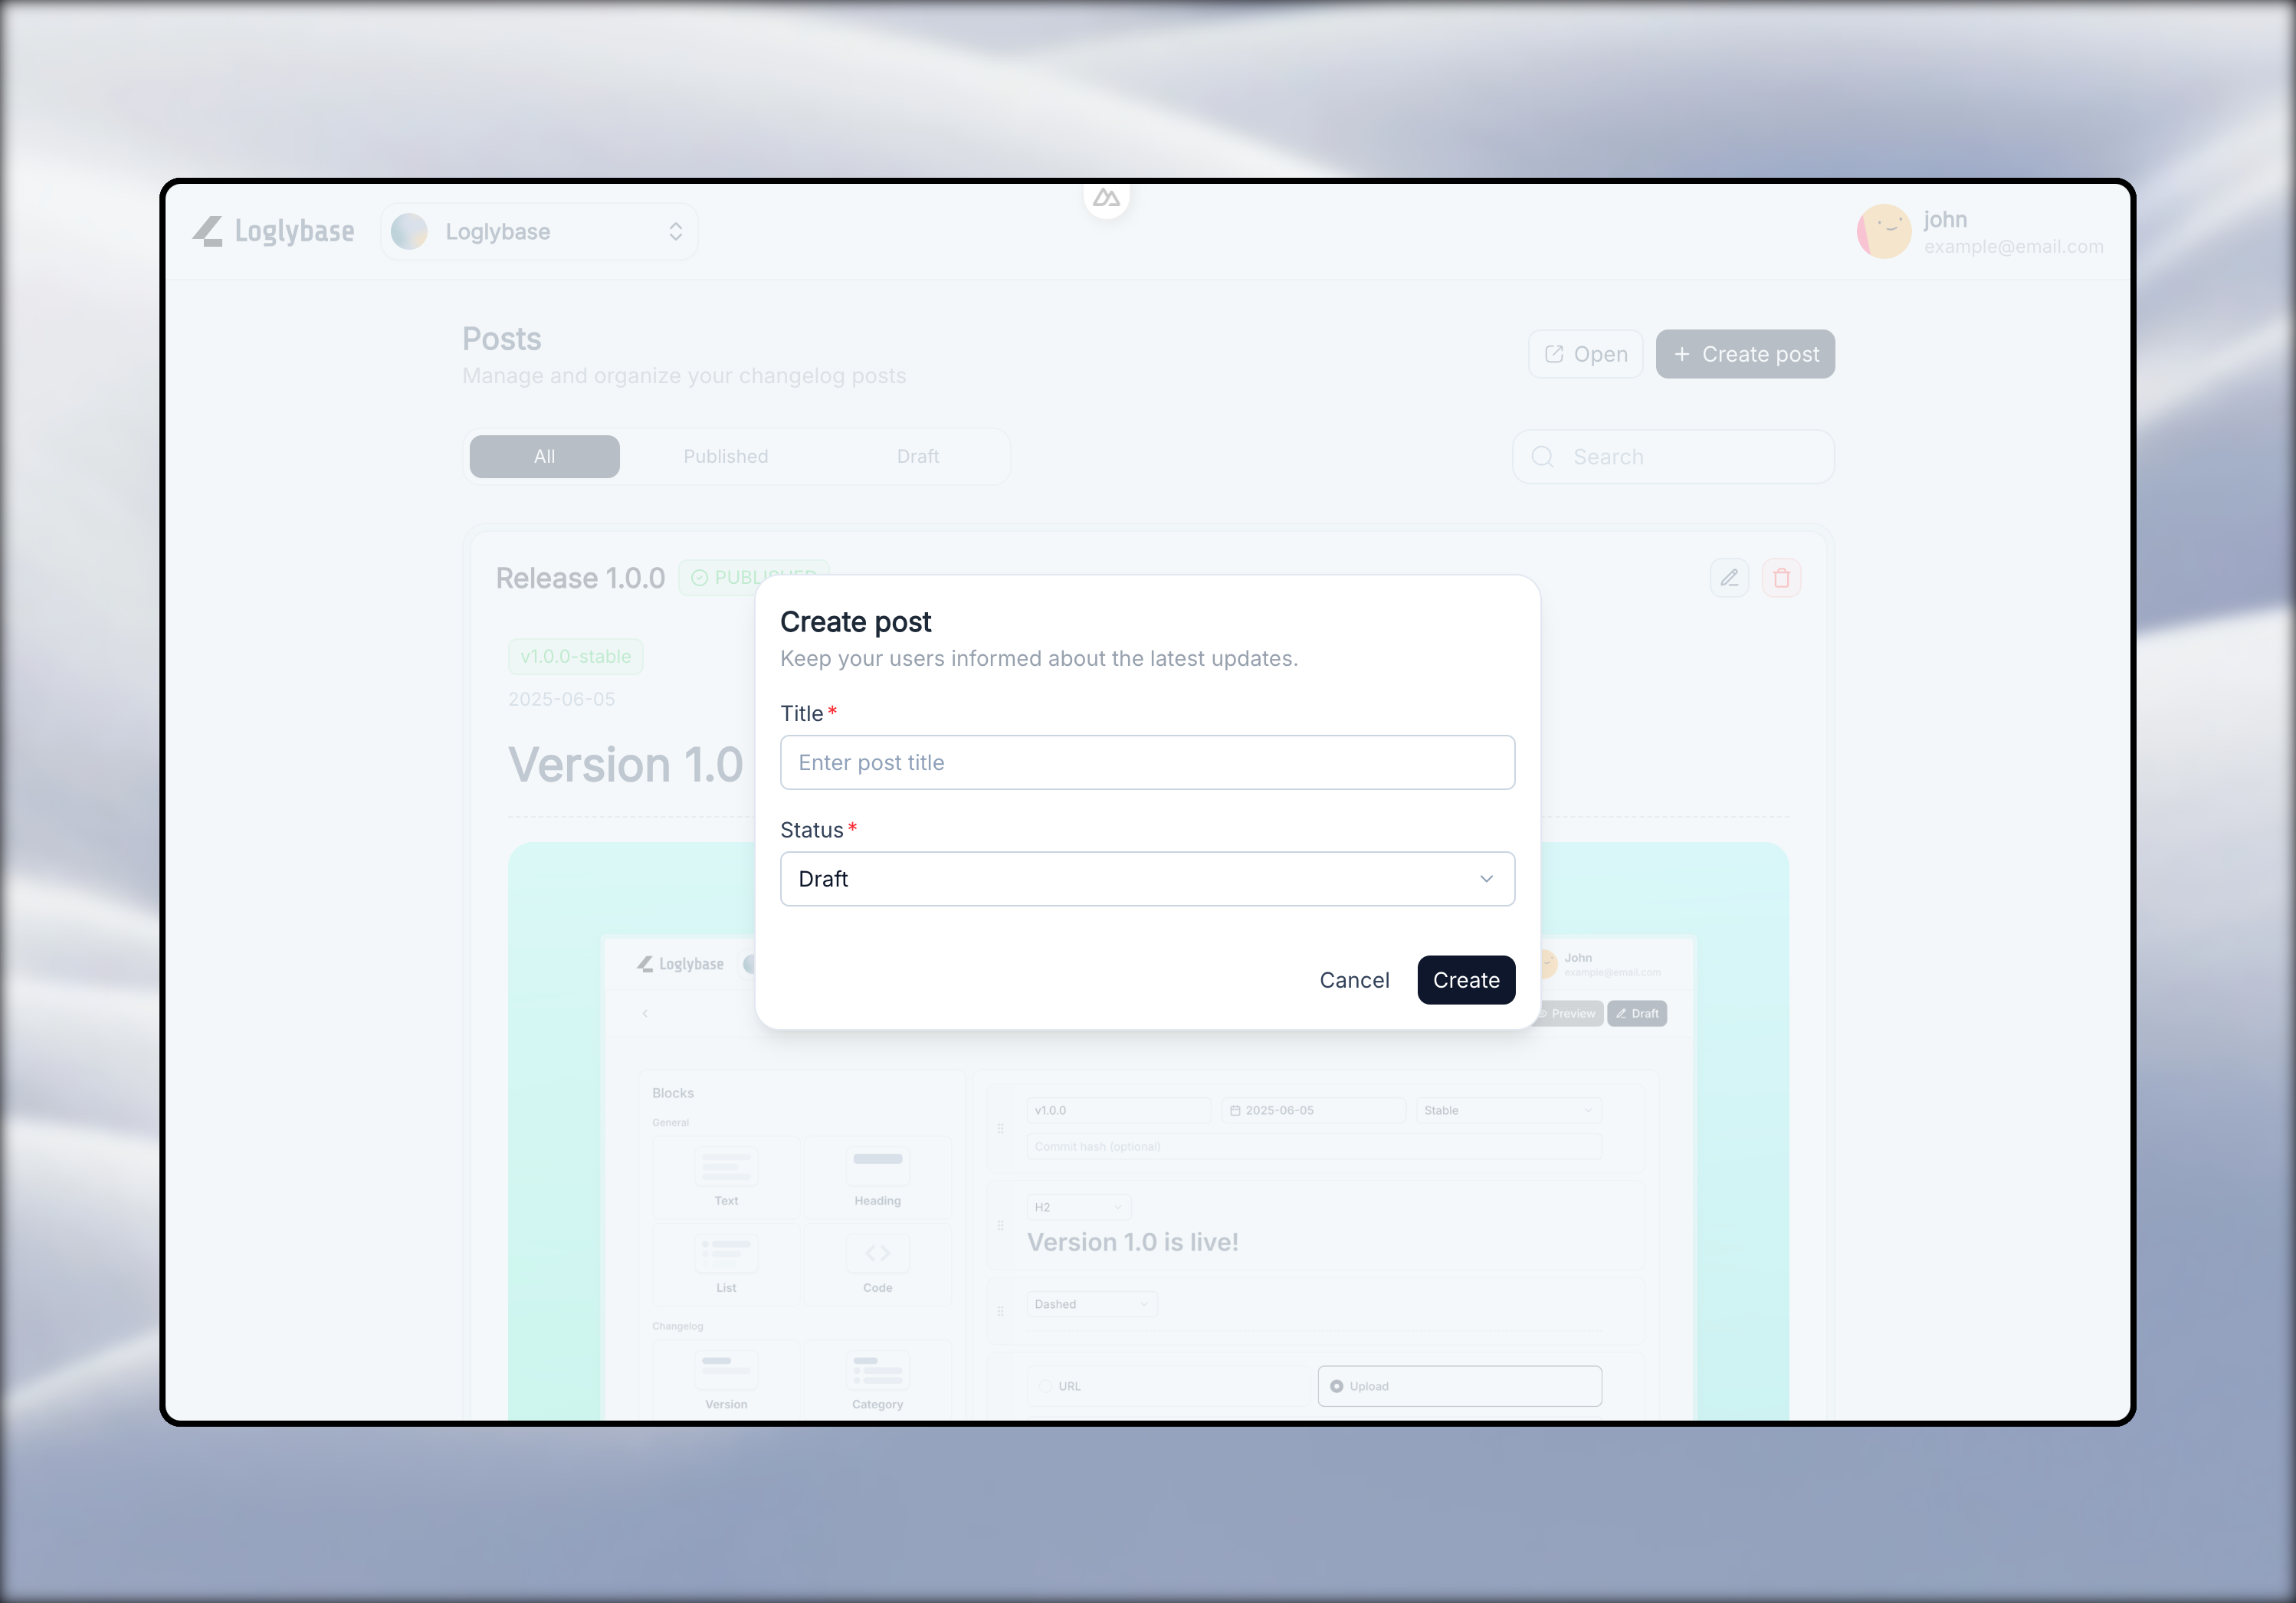 Loglybase
Loglybase
john
example@email.com
Posts
Manage and organize your changelog posts
Open
Create post
All
Published
Draft
Search
Release 1.0.0
v1.0.0-stable
2025-06-05
Version 1.0
Create post
Keep your users informed about the latest updates.
Title*
Enter post title
Status*
Draft
Cancel
Create
Loglybase
John
example@email.com
Preview
Draft
Blocks
General
Text
Heading
List
Code
Changelog
Version
Category
v1.0.0
2025-06-05
Stable
Commit hash (optional)
H2
Version 1.0 is live!
Dashed
URL
Upload